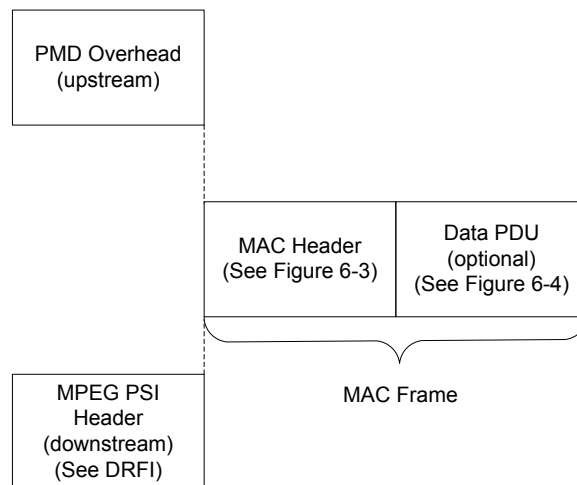 PMD Overhead
(upstream)
MAC Header
(See Figure 6-3)
Data PDU
(optional)
(See Figure 6-4)
MAC Frame
MPEG PSI
Header
(downstream)
(See DRFI)